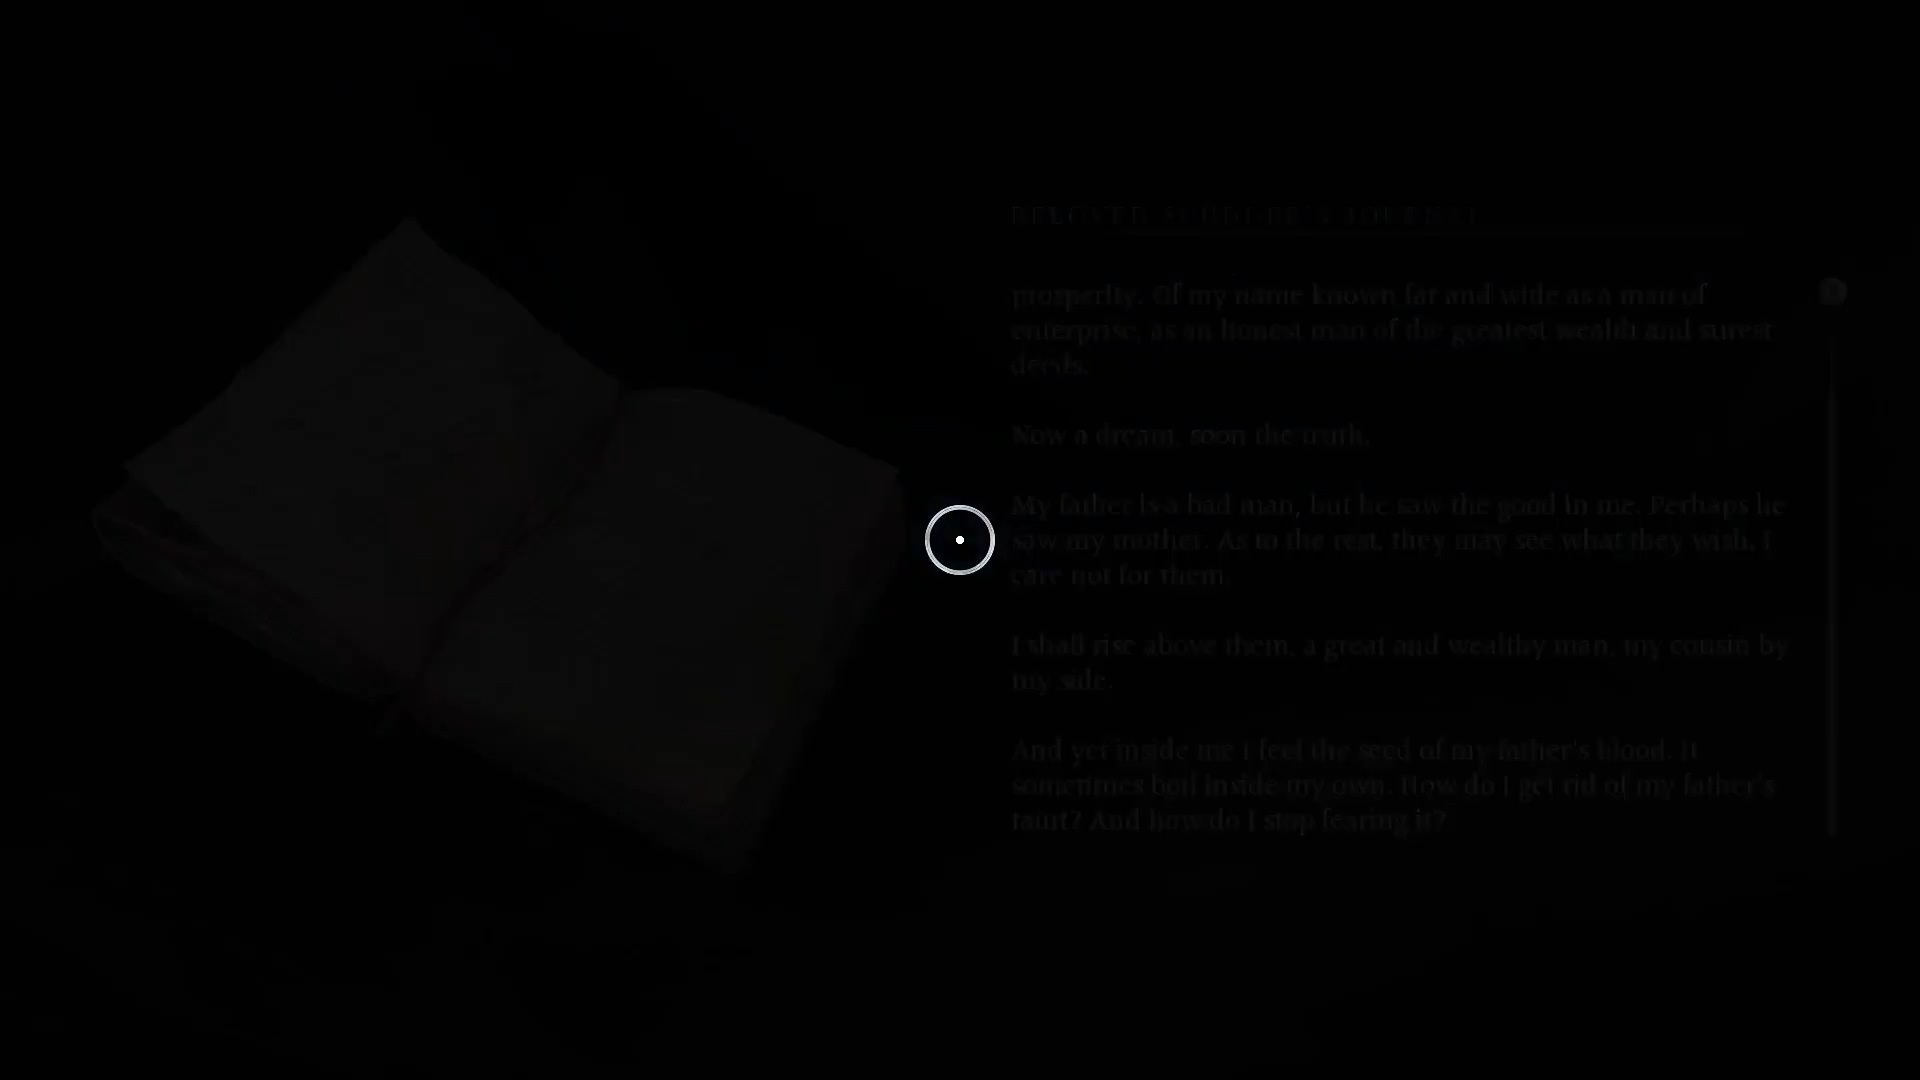 JOURNAL
prosperity. Of my name known far and wide as a man of
enterprise, as an honest man of the greatest wealth and surest
deeds.
Now a dream, soon the truth.
My father is a bad man, but he saw the good in me. Perhaps he
saw my mother. As to the rest, they may see what they wish, I
care not for them.
I shall rise above them, a great and wealthy man, my cousin by
my side.
And yet inside me I feel the seed of my father's blood. It
sometimes boil inside my own. How do I get rid of my father's
taint? And how do I stop fearing it?